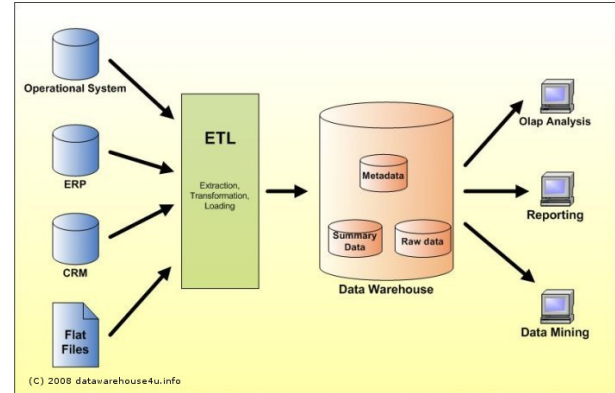 Operational System
ERP
CRM
Flat
Files
ETL
Extraction,
Transformation,
Loading
Metadata
Summary
Data
Raw data
Data Warehouse
Olap Analysis
Reporting
Data Mining
(C) 2008 datawarehouse4u.info